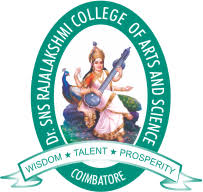 Dr. SNS RAJALAKSHMI COLLEGE OF ARTS AND SCIENCE
WISDOM ★ TALENT ★ PROSPERITY
COIMBATORE